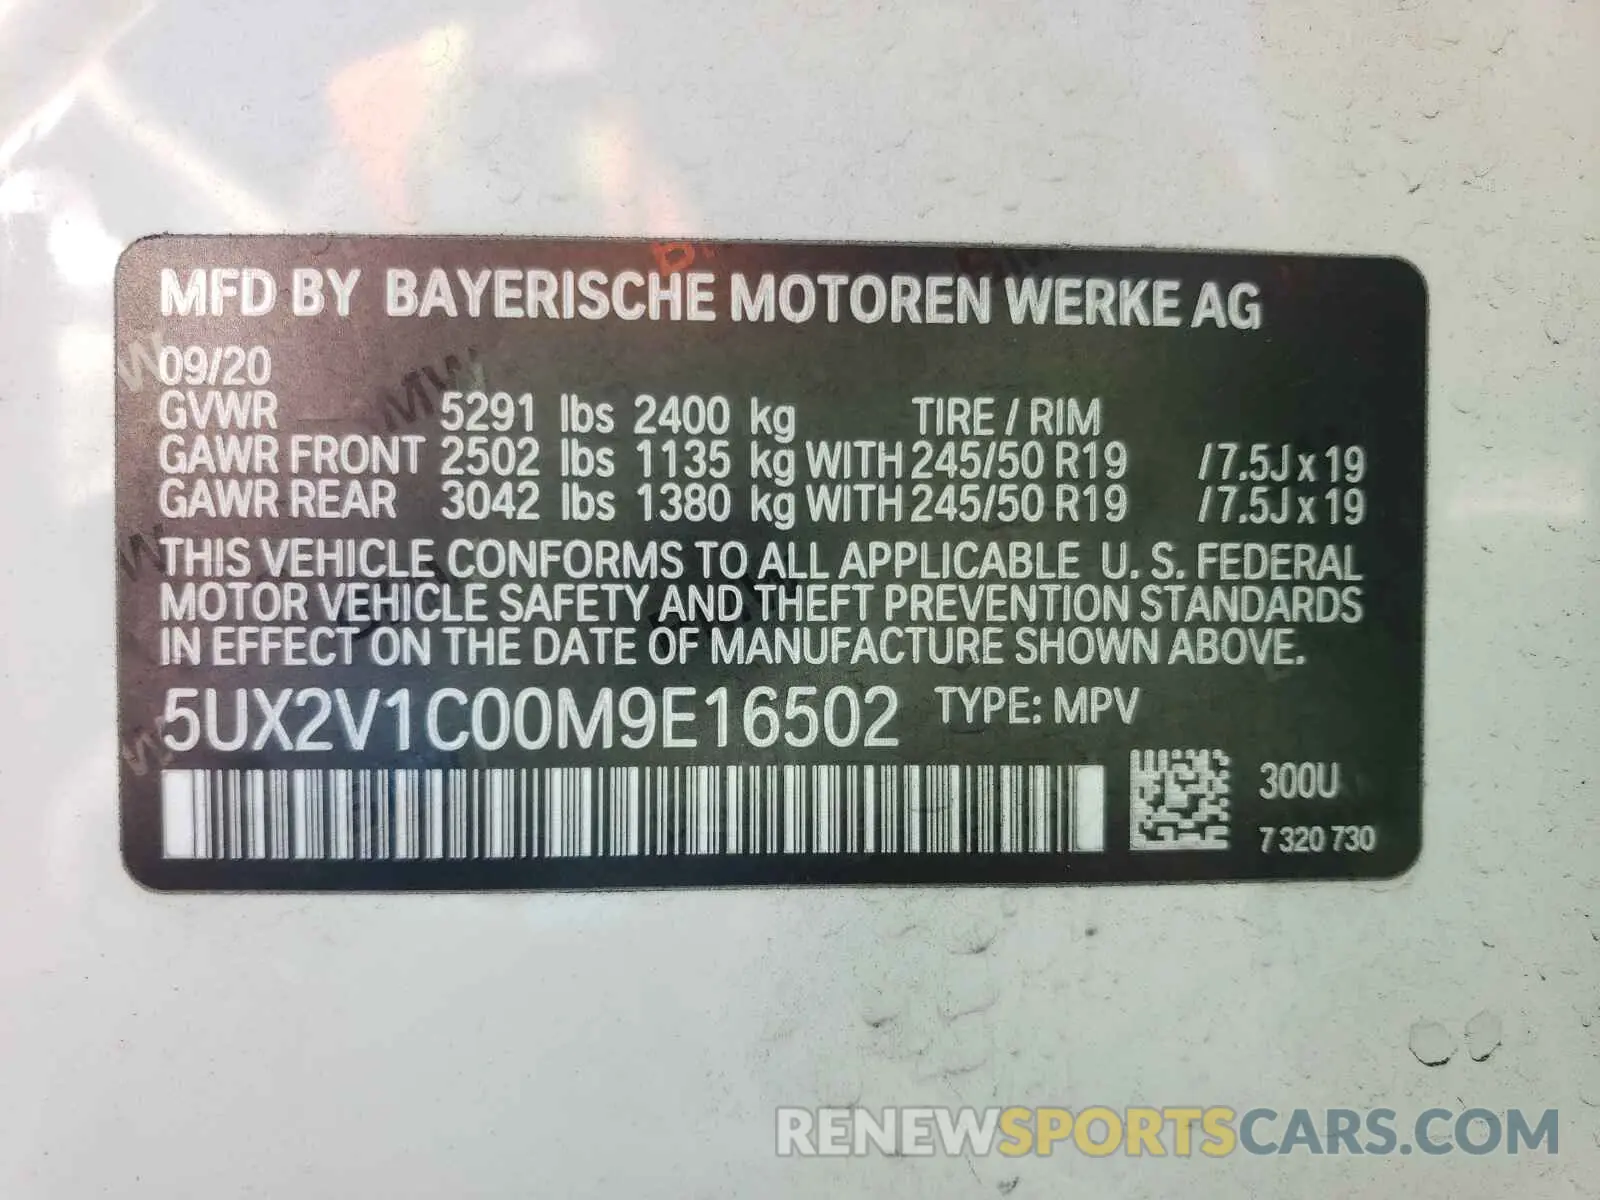 MFD BY BAYERISCHE MOTOREN WERKE AG
09/20
GVWR 5291 lbs 2400 kg TIRE / RIM
GAWR FRONT 2502 lbs 1135 kg WITH 245/50 R19 /7.5J x 19
GAWR REAR 3042 lbs 1380 kg WITH 245/50 R19 /7.5J x 19
THIS VEHICLE CONFORMS TO ALL APPLICABLE U. S. FEDERAL
MOTOR VEHICLE SAFETY AND THEFT PREVENTION STANDARDS
IN EFFECT ON THE DATE OF MANUFACTURE SHOWN ABOVE.
5UX2V1C00M9E16502 TYPE: MPV
300U
7 320 730
RENEWSPORTSCARS.COM